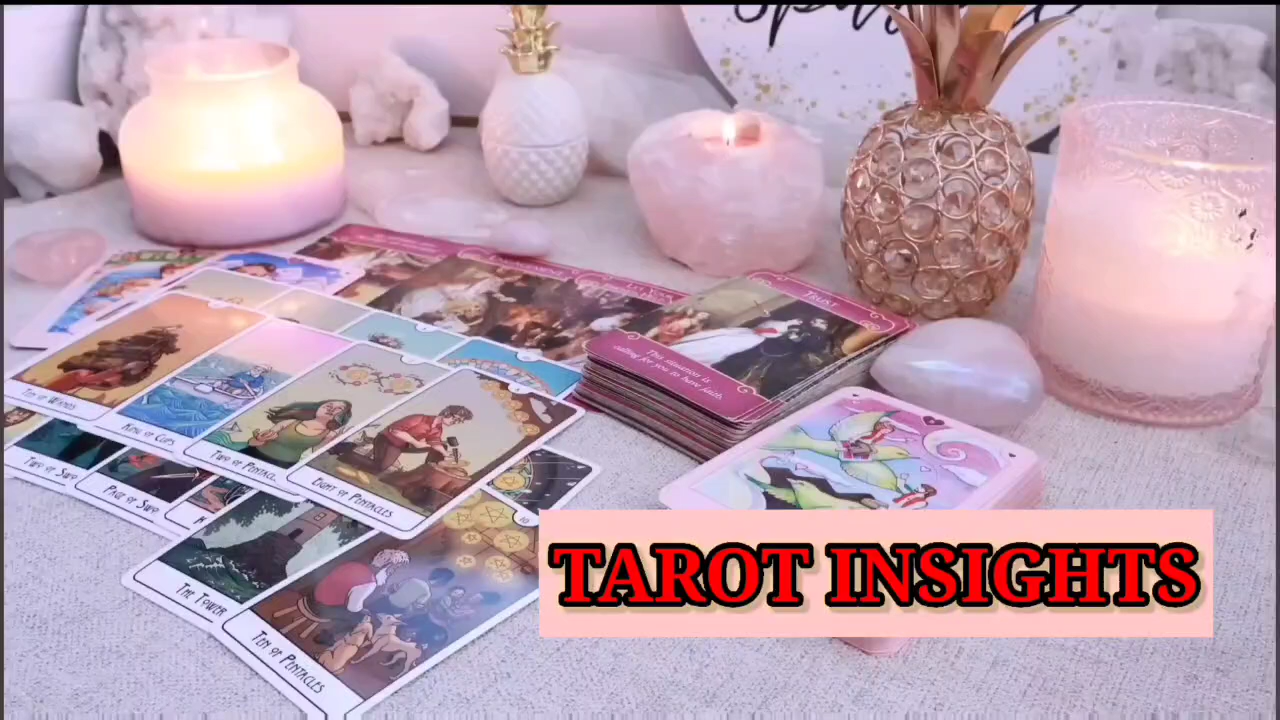 TRUST
This situation is
calling for you to have faith.
TEN OF WANDS
KING OF CUPS
TWO OF PENTACL
EIGHT OF PENTACLES
TWO OF SWO
PAGE OF SWO
THE TOWER
10
TEN OF PENTACLES
TAROT INSIGHTS